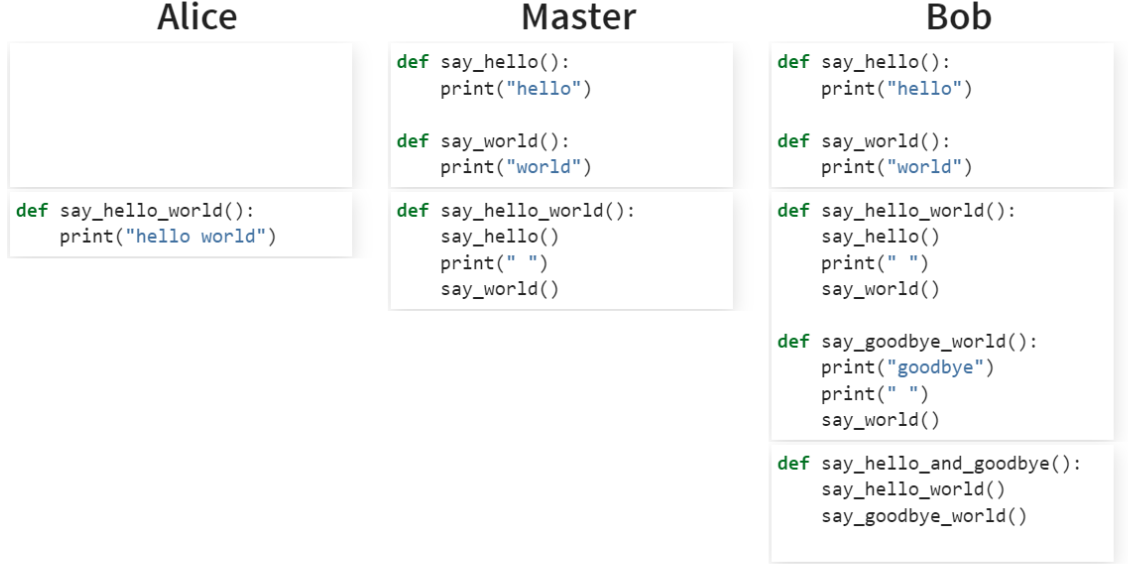 Alice
def say_hello_world():
    print("hello world")
Master
def say_hello():
    print("hello")
def say_world():
    print("world")
def say_hello_world():
    say_hello()
    print(" ")
    say_world()
Bob
def say_hello():
    print("hello")
def say_world():
    print("world")
def say_hello_world():
    say_hello()
    print(" ")
    say_world()
def say_goodbye_world():
    print("goodbye")
    print(" ")
    say_world()
def say_hello_and_goodbye():
    say_hello_world()
    say_goodbye_world()